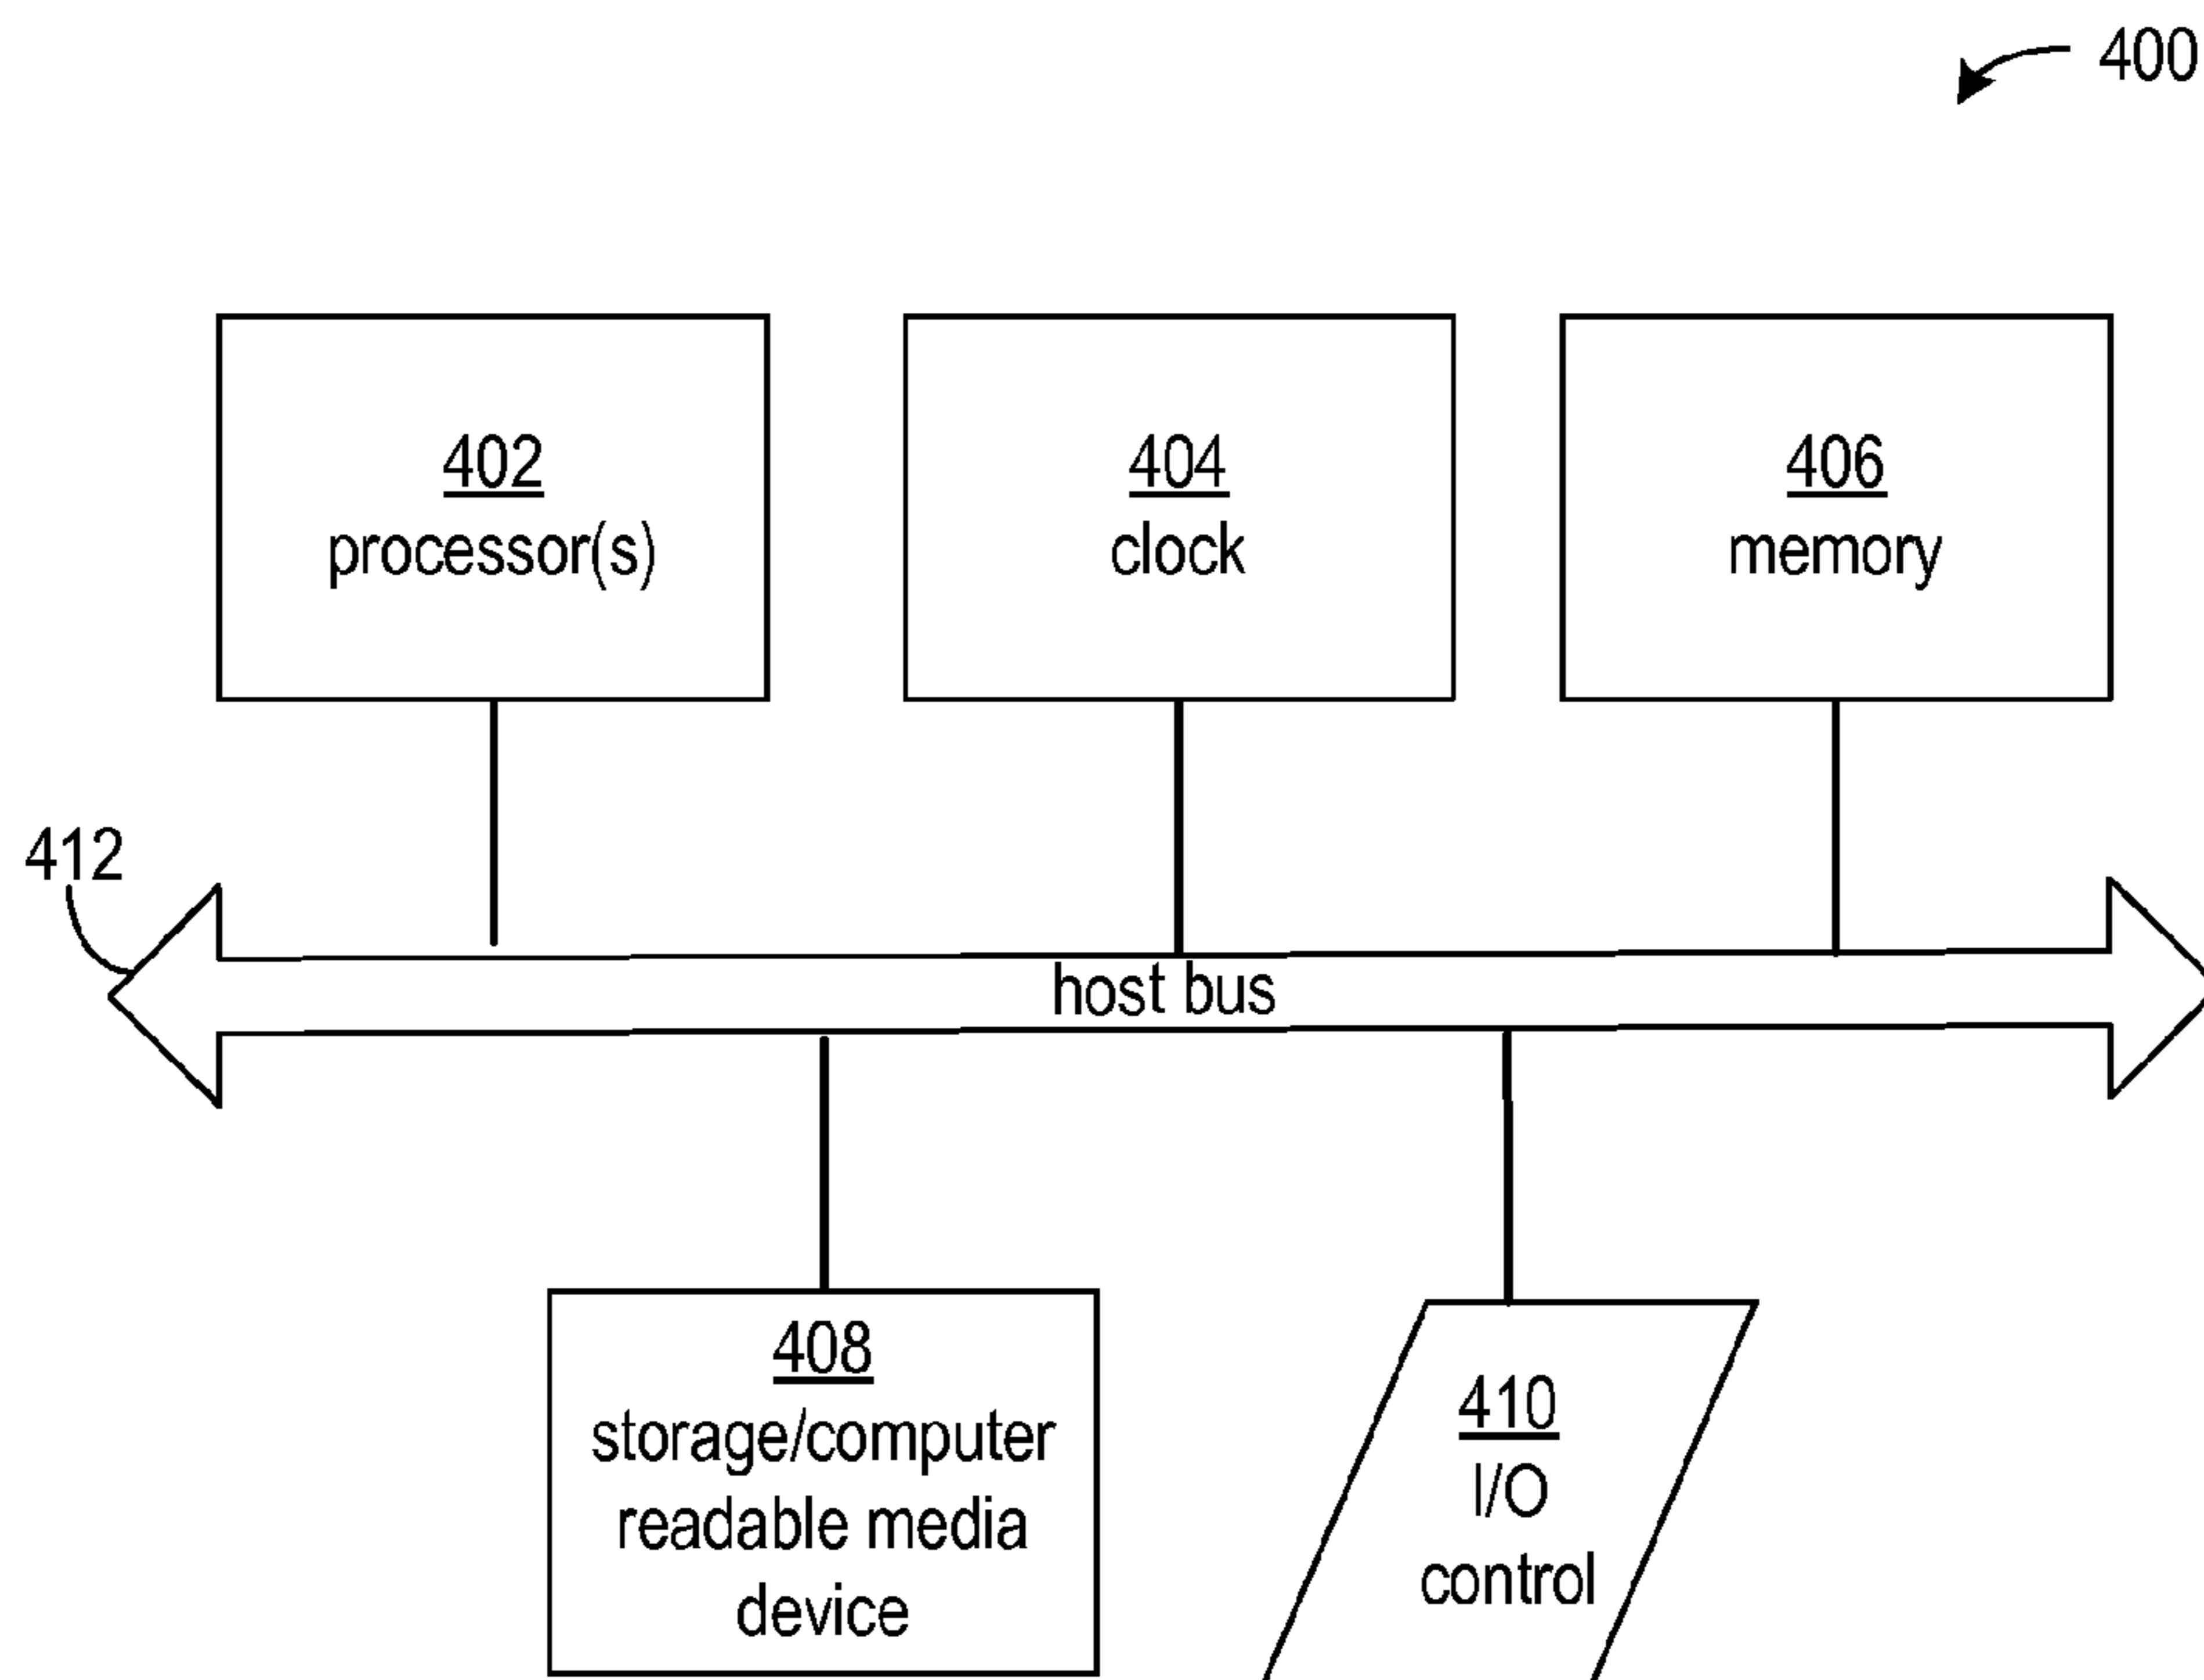 400
402
processor(s)
404
clock
406
memory
412
host bus
408
storage/computer
readable media
device
410
I/O
control